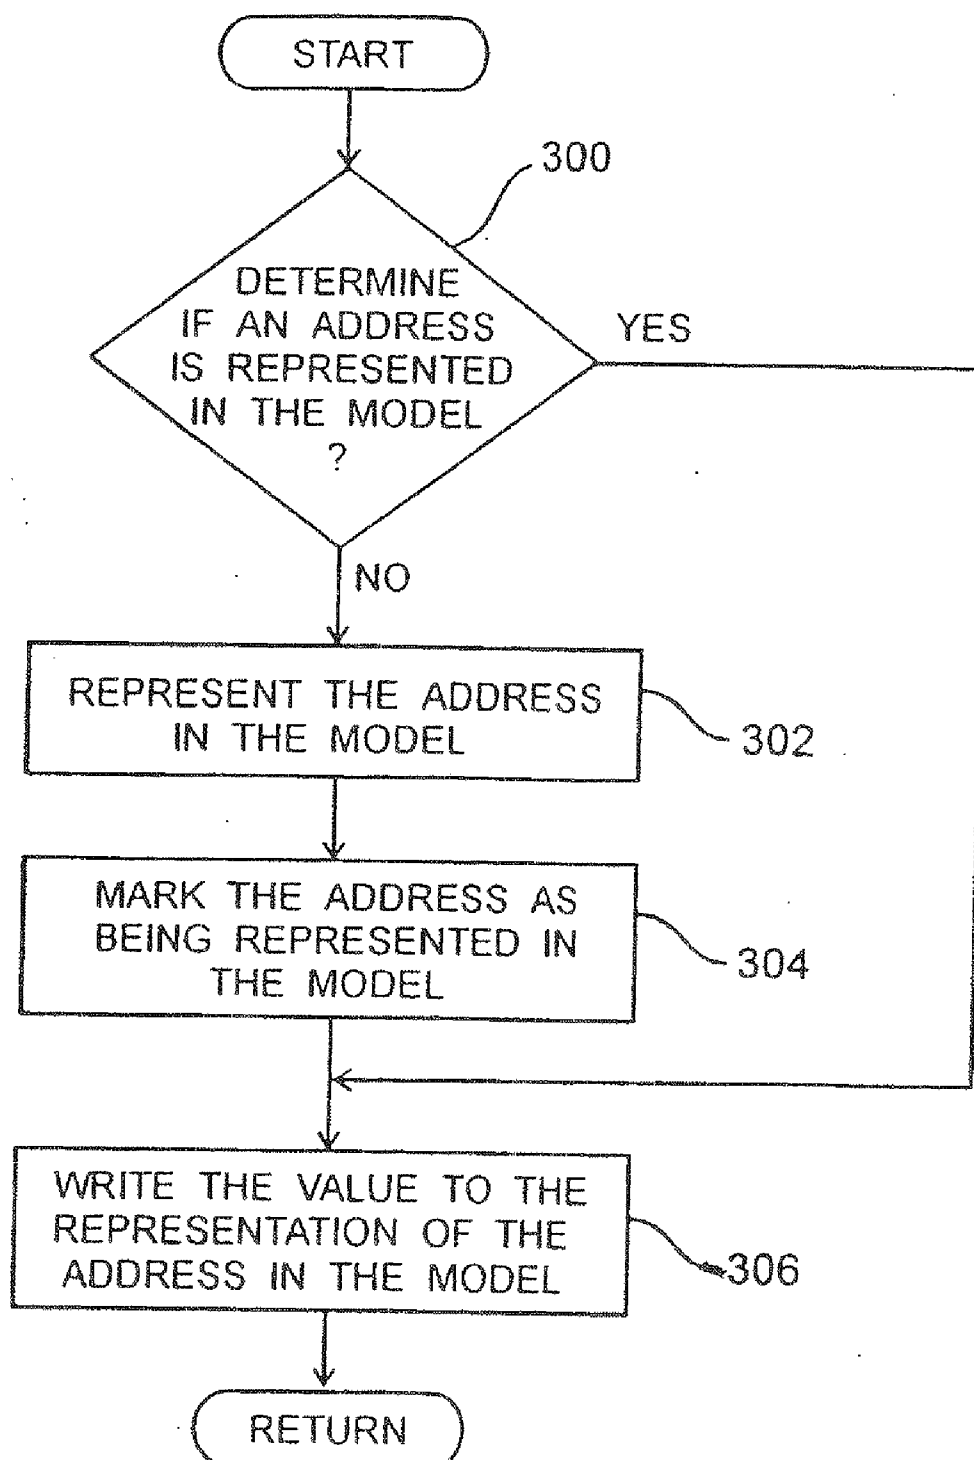 START
300
DETERMINE
IF AN ADDRESS
IS REPRESENTED
IN THE MODEL
?
YES
NO
REPRESENT THE ADDRESS
IN THE MODEL
302
MARK THE ADDRESS AS
BEING REPRESENTED IN
THE MODEL
304
WRITE THE VALUE TO THE
REPRESENTATION OF THE
ADDRESS IN THE MODEL
306
RETURN